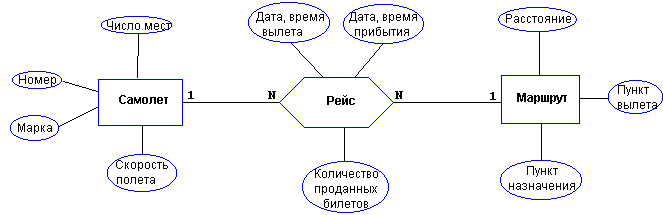 Число мест
Дата, время
вылета
Дата, время
прибытия
Расстояние
Номер
Марка
Самолет
1
N
Рейс
N
1
Маршрут
Пункт
вылета
Скорость
полета
Количество
проданных
билетов
Пункт
назначения